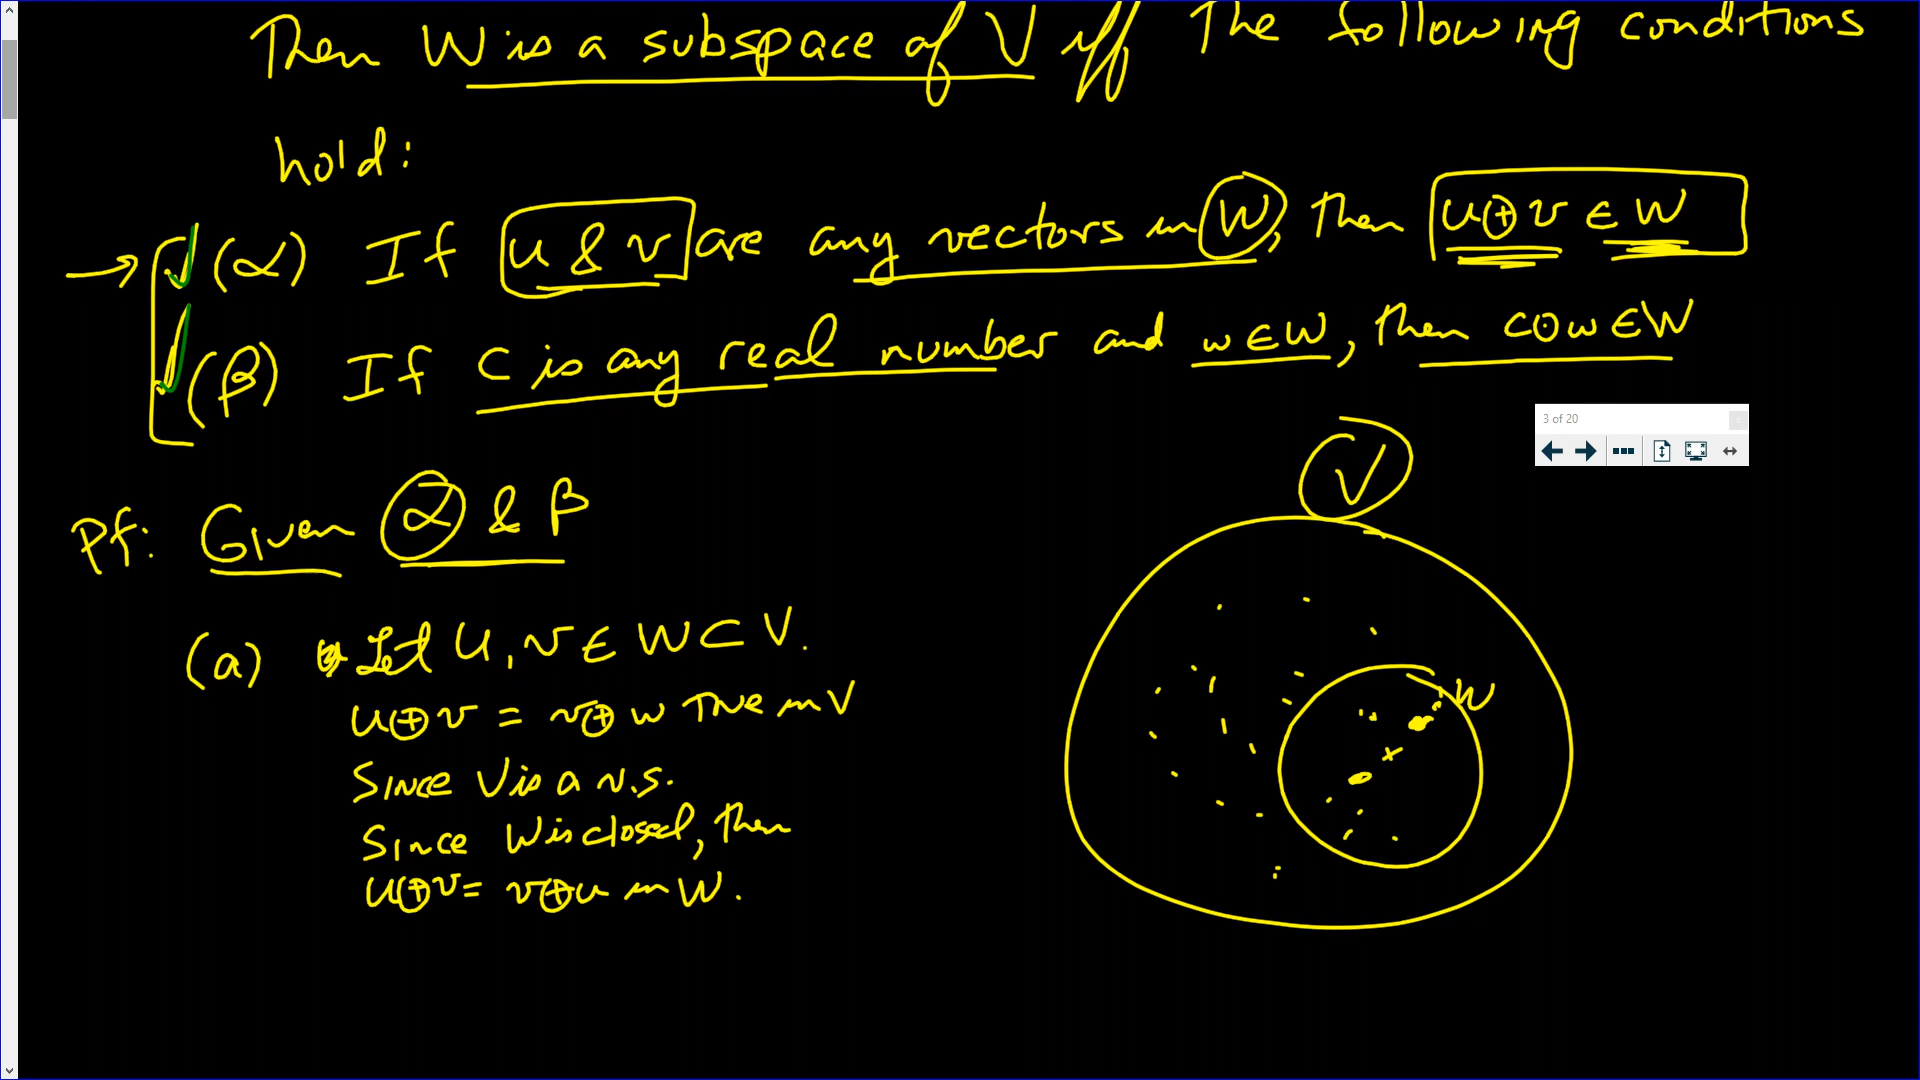 Then W is a subspace of V iff The following conditions
hold:
(α) If u & v are any vectors in W, then u⊕v ∈ W
(β) If c is any real number and w∈W, then c⊙w∈W
3 of 20
V
Pf: Given α & β
(a) Let u, v ∈ W ⊂ V.
u⊕v = v⊕w True in V
W
Since V is a v.s.
Since W is closed, then
u⊕v = v⊕u in W.